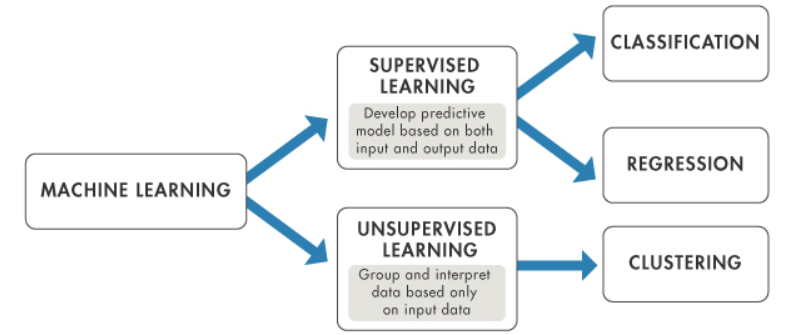 MACHINE LEARNING
SUPERVISED
LEARNING
Develop predictive
model based on both
input and output data
UNSUPERVISED
LEARNING
Group and interpret
data based only
on input data
CLASSIFICATION
REGRESSION
CLUSTERING